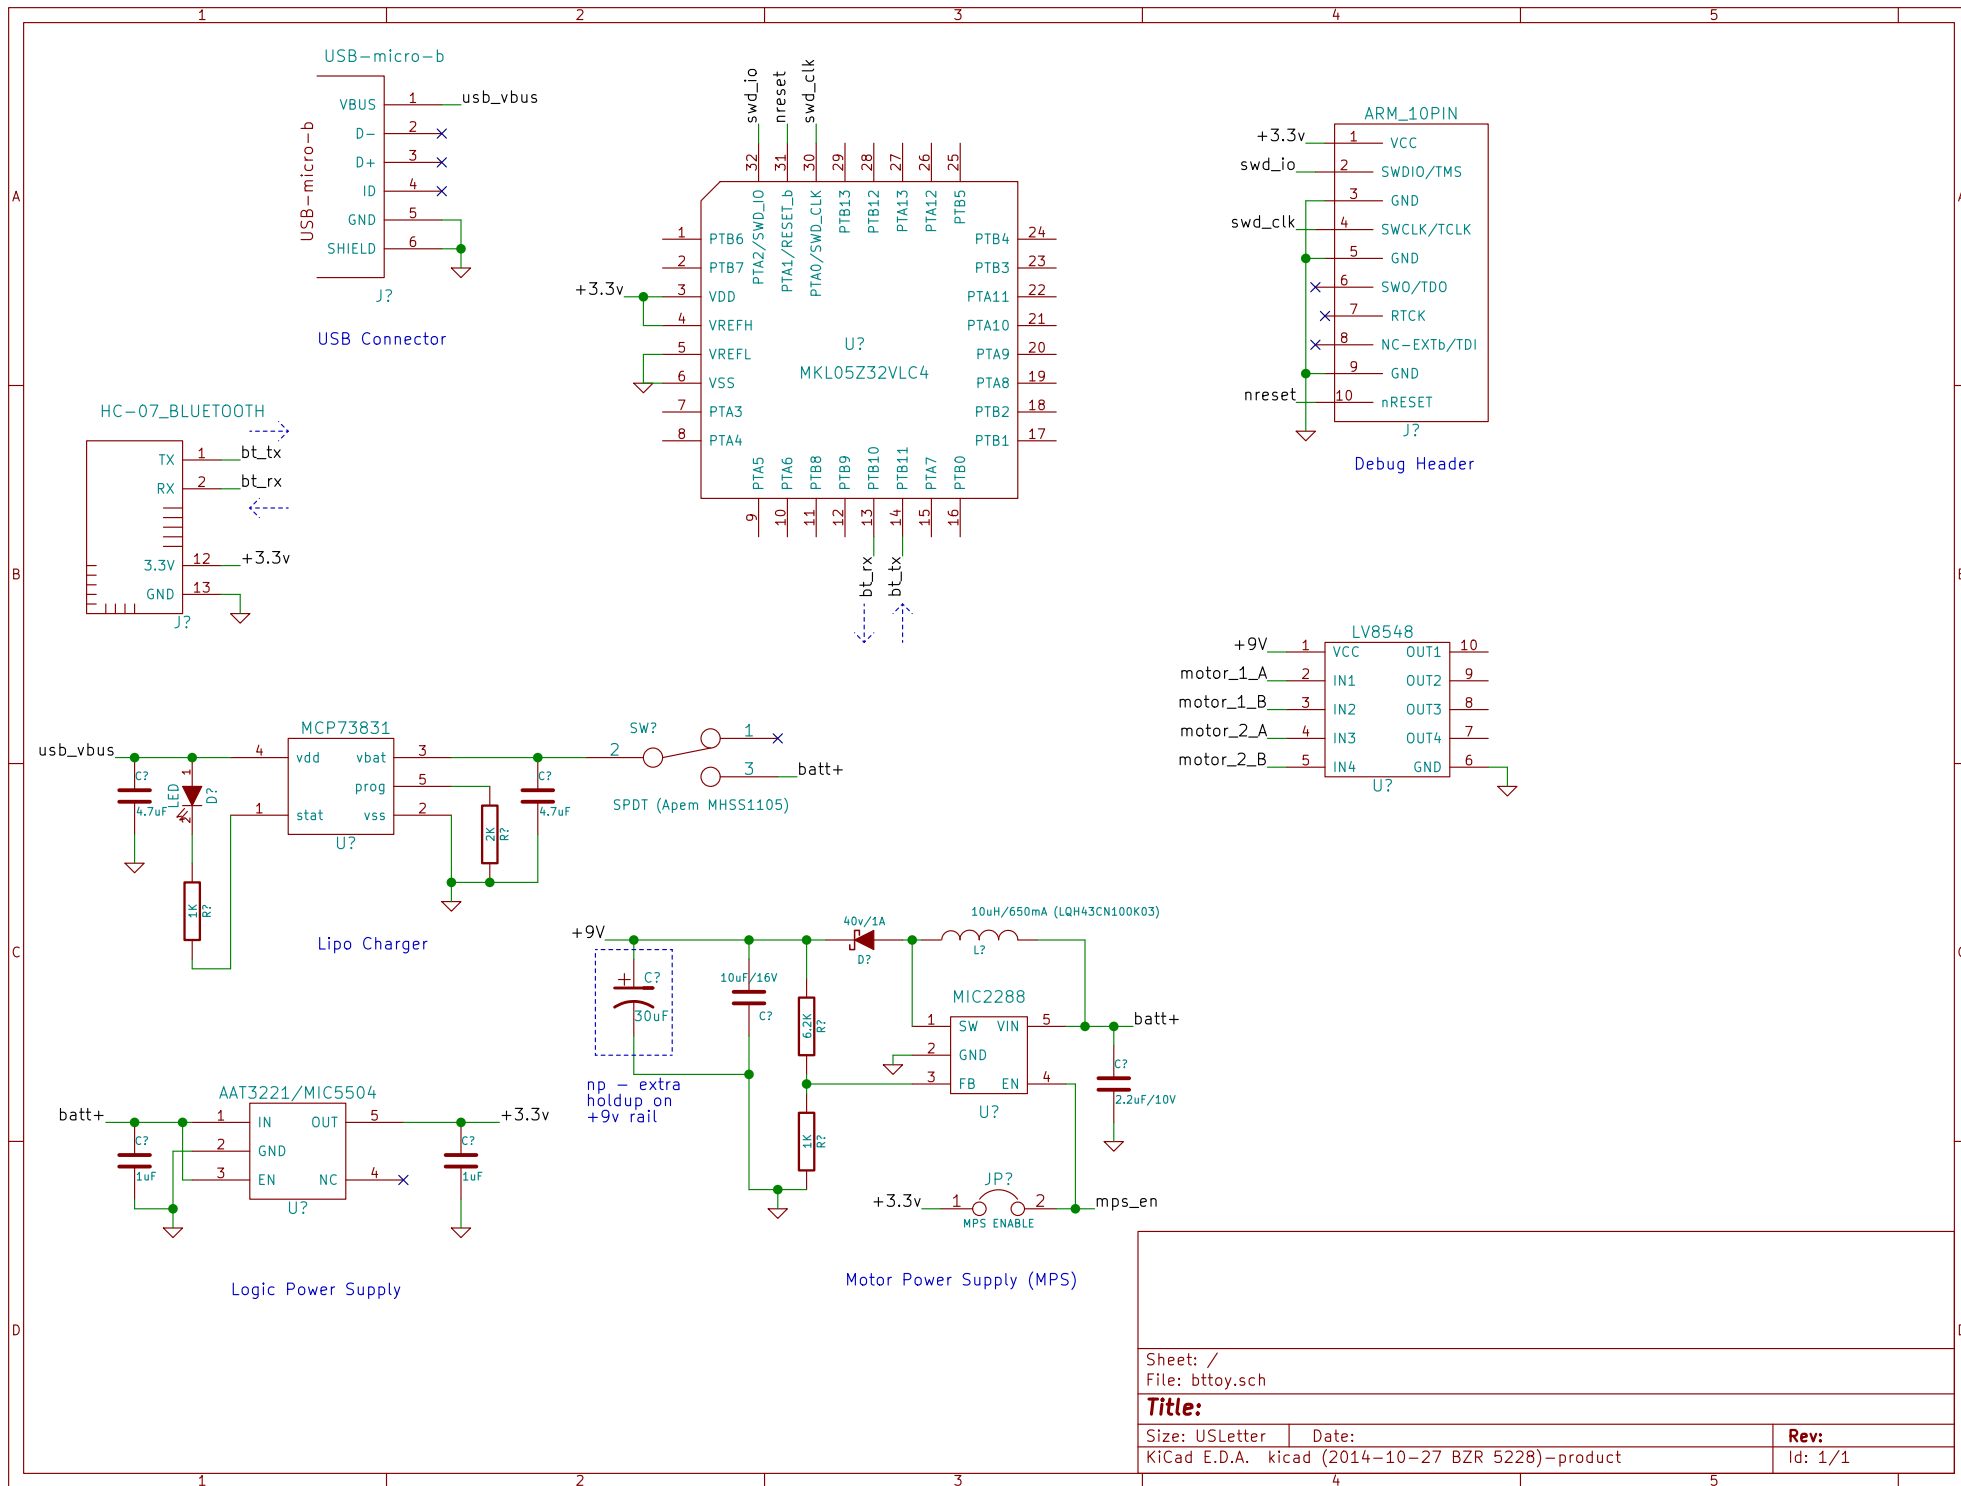 1 2 3 4 5
A
B
C
D
USB-micro-b
USB-micro-b
VBUS 1 usb_vbus
D- 2
D+ 3
ID 4
GND 5
SHIELD 6
J?
USB Connector
swd_io
nreset
swd_clk
32 31 30 29 28 27 26 25
PTA2/SWD_IO
PTA1/RESET_b
PTA0/SWD_CLK
PTB13
PTB12
PTA13
PTA12
PTB5
1 PTB6
2 PTB7
+3.3v 3 VDD
4 VREFH
5 VREFL
6 VSS
7 PTA3
8 PTA4
U?
MKL05Z32VLC4
PTB4 24
PTB3 23
PTA11 22
PTA10 21
PTA9 20
PTA8 19
PTB2 18
PTB1 17
PTA5
PTA6
PTB8
PTB9
PTB10
PTB11
PTA7
PTB0
9 10 11 12 13 14 15 16
bt_rx
bt_tx
ARM_10PIN
+3.3v 1 VCC
swd_io 2 SWDIO/TMS
3 GND
swd_clk 4 SWCLK/TCLK
5 GND
6 SWO/TDO
7 RTCK
8 NC-EXTb/TDI
9 GND
nreset 10 nRESET
J?
Debug Header
HC-07_BLUETOOTH
TX 1 bt_tx
RX 2 bt_rx
3.3V 12 +3.3v
GND 13
J?
LV8548
+9V 1 VCC OUT1 10
motor_1_A 2 IN1 OUT2 9
motor_1_B 3 IN2 OUT3 8
motor_2_A 4 IN3 OUT4 7
motor_2_B 5 IN4 GND 6
U?
MCP73831
usb_vbus 4 vdd vbat 3
prog 5
1 stat vss 2
U?
C?
4.7uF
LED
D?
1
2
1K
R?
2K
R?
C?
4.7uF
SW?
2 1
3 batt+
SPDT (Apem MHSS1105)
Lipo Charger
+9V
C?
30uF
np - extra
holdup on
+9v rail
10uF/16V
C?
6.2K
R?
1K
R?
40v/1A
D?
10uH/650mA (LQH43CN100K03)
L?
MIC2288
1 SW VIN 5 batt+
2 GND
3 FB EN 4
U?
C?
2.2uF/10V
JP?
+3.3v 1 2 mps_en
MPS ENABLE
Motor Power Supply (MPS)
AAT3221/MIC5504
batt+ 1 IN OUT 5 +3.3v
2 GND
3 EN NC 4
U?
C?
1uF
C?
1uF
Logic Power Supply
Sheet: /
File: bttoy.sch
Title:
Size: USLetter Date: Rev:
KiCad E.D.A. kicad (2014-10-27 BZR 5228)-product Id: 1/1
1 2 3 4 5